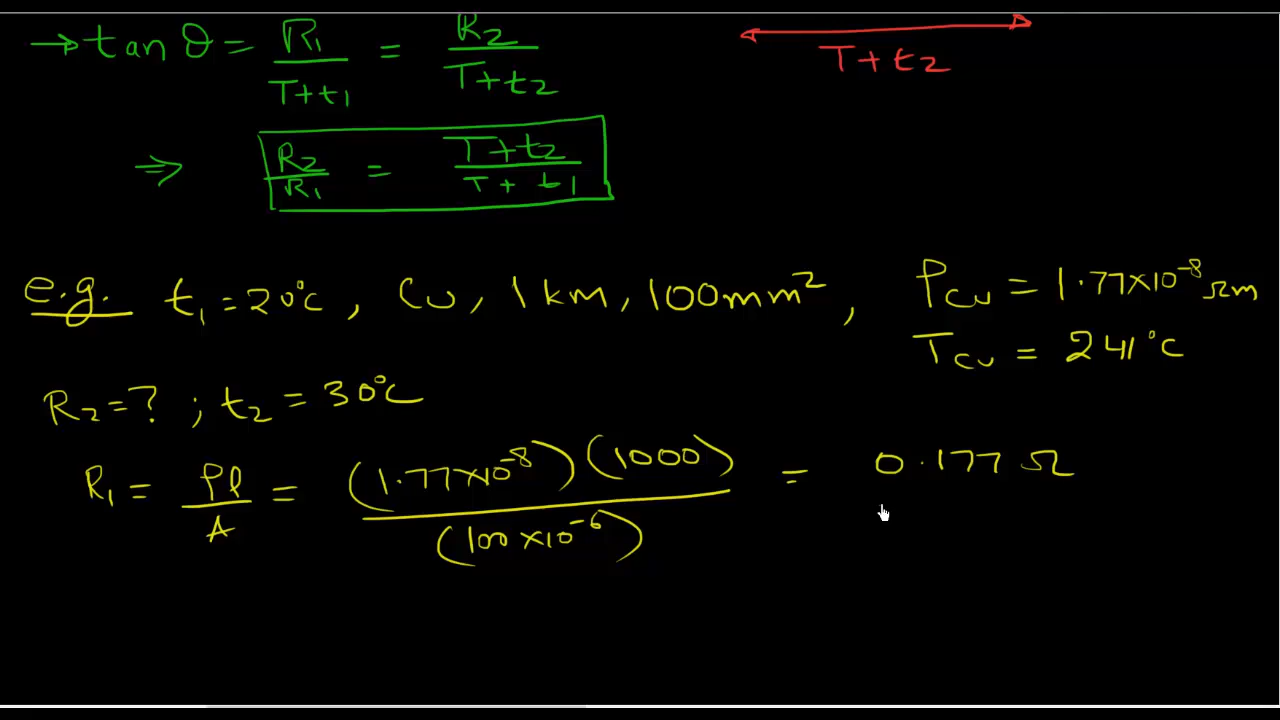 → tan θ = R₁/(T+t₁) = R₂/(T+t₂)
T+t₂
⇒ R₂/R₁ = (T+t₂)/(T+t₁)
e.g. t₁ = 20°C, Cu, 1 km, 100mm², ρCu = 1.77×10⁻⁸ Ωm
TCu = 241°C
R₂ = ? ; t₂ = 30°C
R₁ = ρl/A = (1.77×10⁻⁸)(1000)/(100×10⁻⁶) = 0.177 Ω